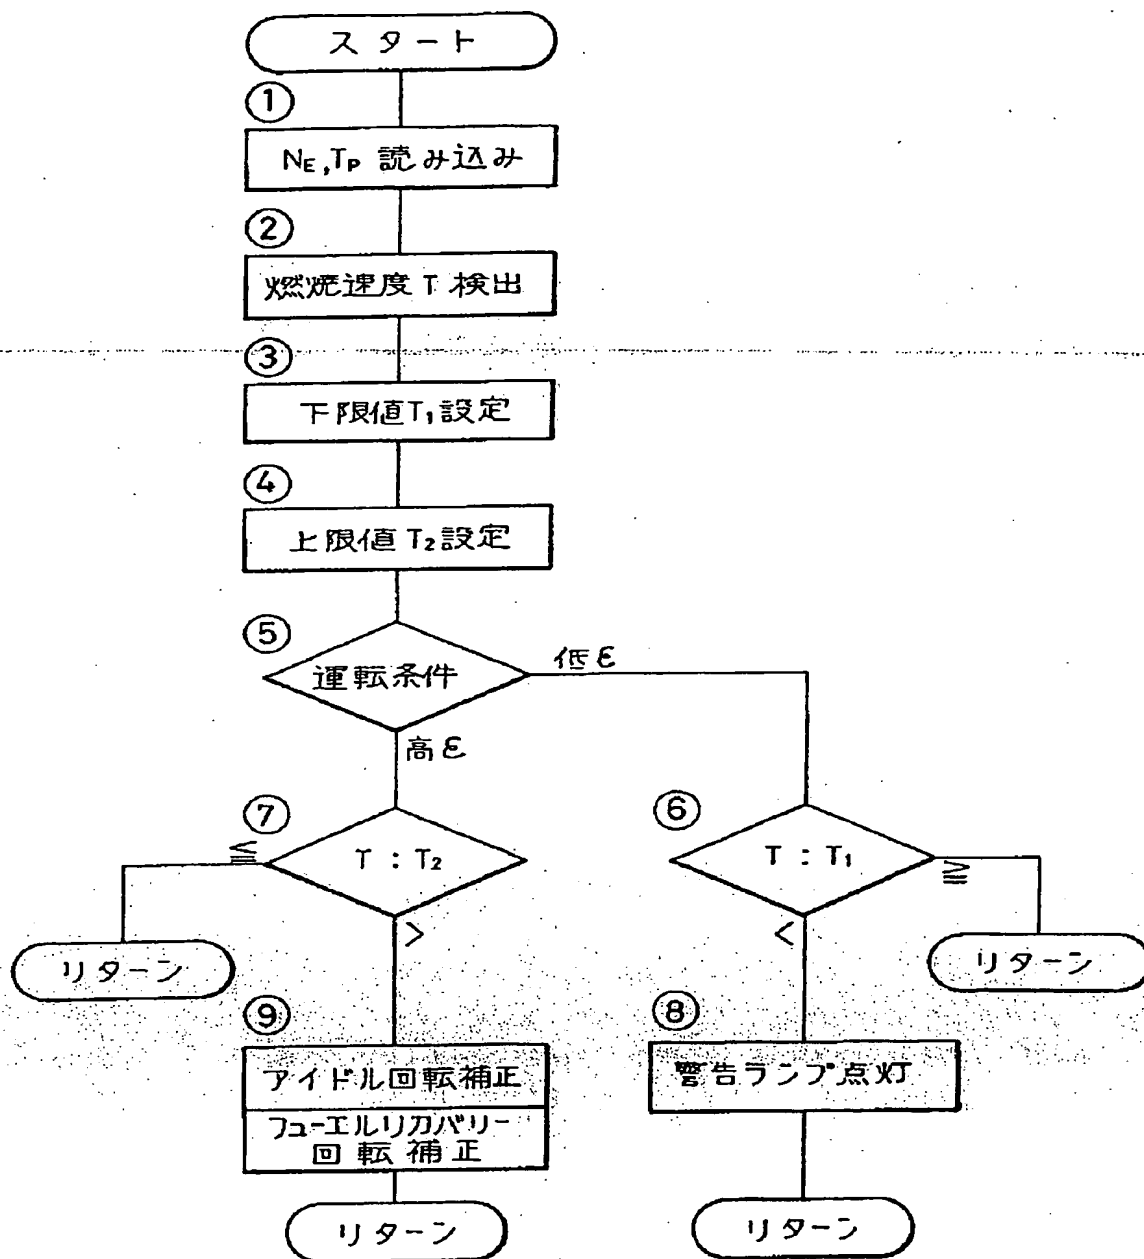 スタート
①
NE,TP 読み込み
②
燃焼速度 T 検出
③
下限値T1設定
④
上限値 T2設定
⑤
運転条件
低ε
高ε
⑦
T : T2
≦
>
リターン
⑥
T : T1
≧
<
リターン
⑨
アイドル回転補正
フューエルリカバリー
回転補正
リターン
⑧
警告ランプ点灯
リターン